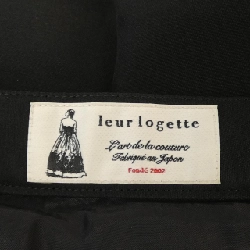 leur logette
L'art de la couture
Fabriqué au Japon
Fondé 2007